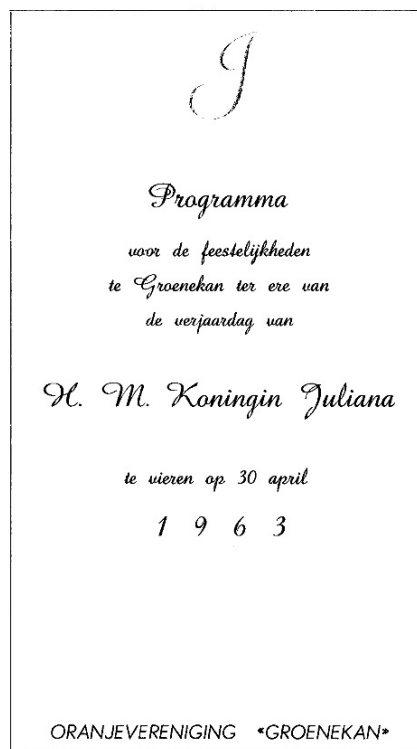 J
Programma
voor de feestelijkheden
te Groenekan ter ere van
de verjaardag van
H. M. Koningin Juliana
te vieren op 30 april
1 9 6 3
ORANJEVERENIGING «GROENEKAN»